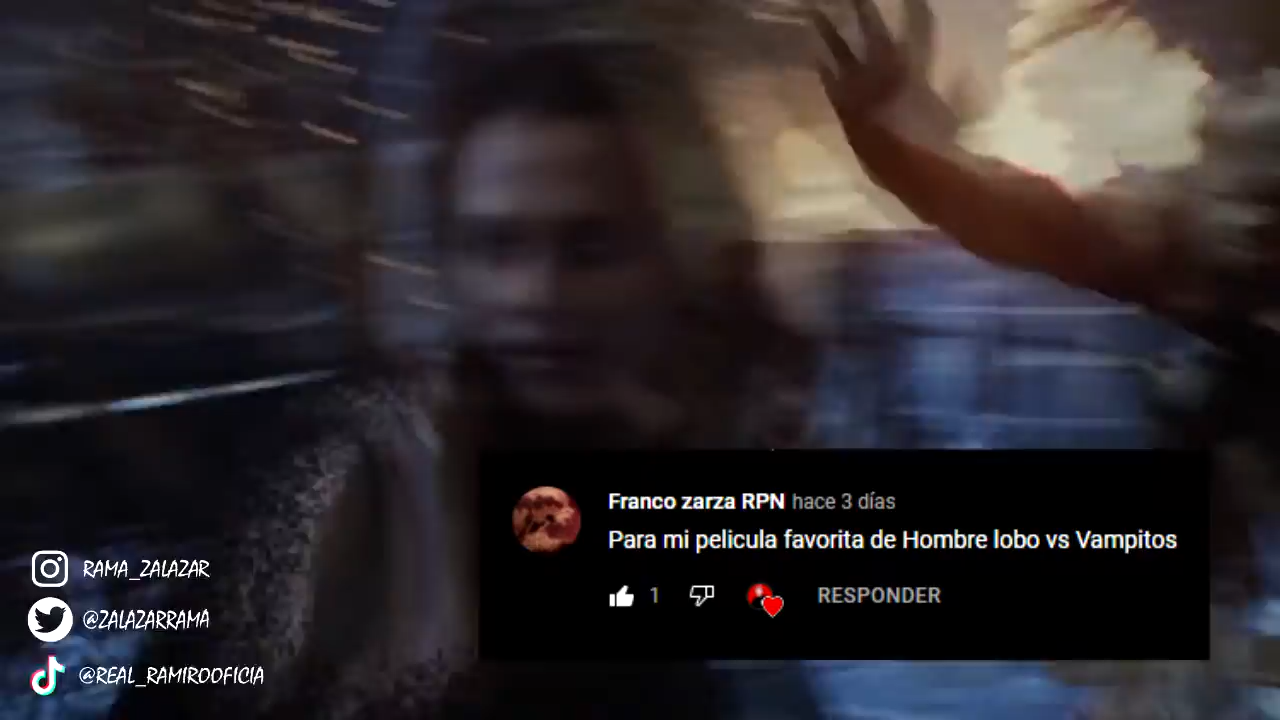 Franco zarza RPN hace 3 días
Para mi pelicula favorita de Hombre lobo vs Vampitos
1 RESPONDER
RAMA_ZALAZAR
@ZALAZARRAMA
@REAL_RAMIROOFICIA